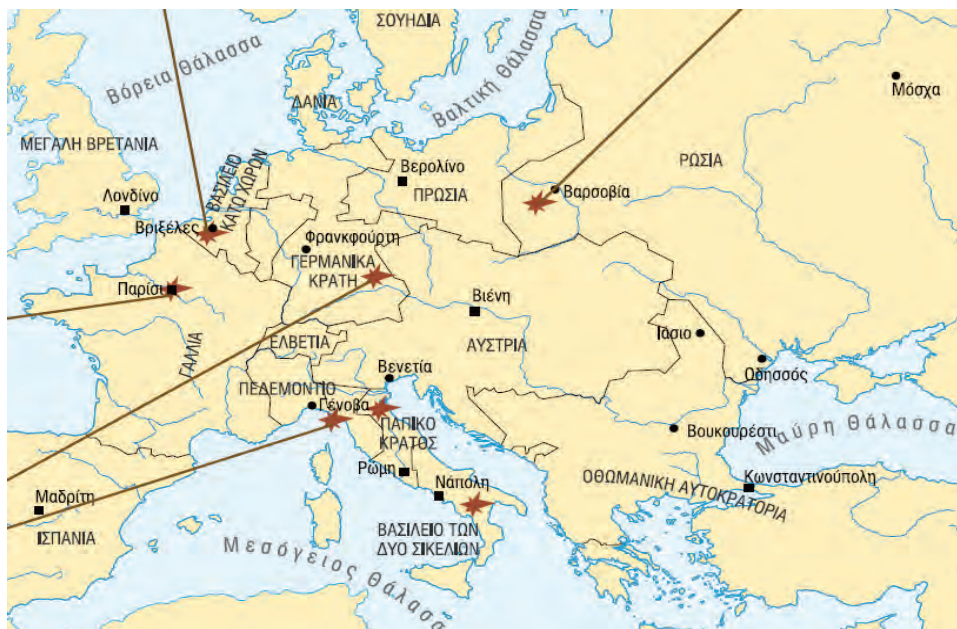 ΣΟΥΗΔΙΑ
Βόρεια Θάλασσα
Βαλτική Θάλασσα
Μόσχα
ΔΑΝΙΑ
ΜΕΓΑΛΗ ΒΡΕΤΑΝΙΑ
ΡΩΣΙΑ
Βερολίνο
ΠΡΩΣΙΑ
Βαρσοβία
Λονδίνο
ΒΑΣΙΛΕΙΟ
ΚΑΤΩ ΧΩΡΩΝ
Βριξέλες
Φρανκφούρτη
ΓΕΡΜΑΝΙΚΑ
ΚΡΑΤΗ
Παρίσι
Βιένη
ΑΥΣΤΡΙΑ
Ιάσιο
ΓΑΛΛΙΑ
ΕΛΒΕΤΙΑ
Οδησσός
Βενετία
ΠΕΔΕΜΟΝΤΙΟ
Γένοβα
ΠΑΠΙΚΟ
ΚΡΑΤΟΣ
Βουκουρέστι
Μαύρη Θάλασσα
Ρώμη
Νάπολη
ΟΘΩΜΑΝΙΚΗ ΑΥΤΟΚΡΑΤΟΡΙΑ
Κωνσταντινούπολη
Μαδρίτη
ΙΣΠΑΝΙΑ
ΒΑΣΙΛΕΙΟ ΤΩΝ
ΔΥΟ ΣΙΚΕΛΙΩΝ
Μεσόγειος Θάλασσα